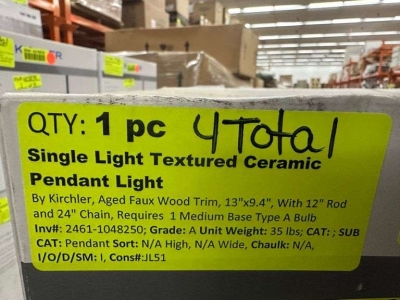 QTY: 1 pc 4 Total
Single Light Textured Ceramic
Pendant Light
By Kirchler, Aged Faux Wood Trim, 13"x9.4", With 12" Rod
and 24" Chain, Requires 1 Medium Base Type A Bulb
Inv#: 2461-1048250; Grade: A Unit Weight: 35 lbs; CAT: ; SUB
CAT: Pendant Sort: N/A High, N/A Wide, Chaulk: N/A,
I/O/D/SM: I, Cons#:JL51